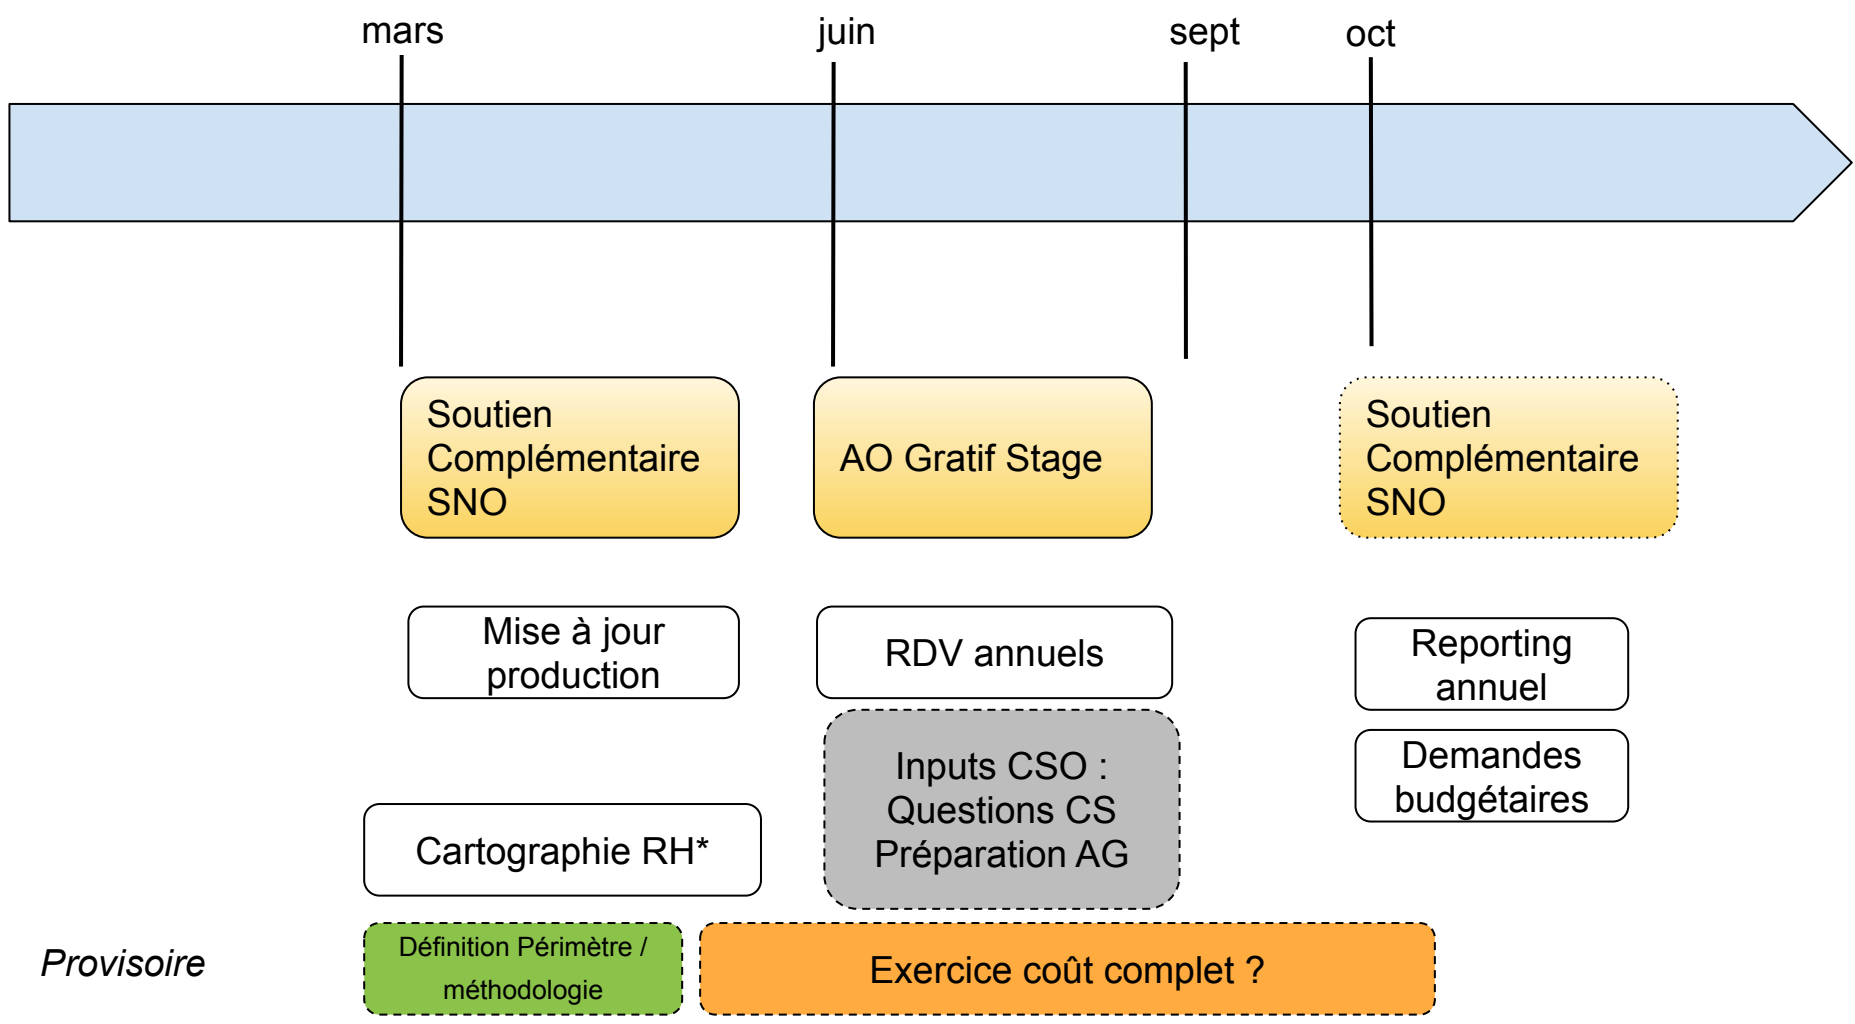 mars
juin
sept
oct
Soutien
Complémentaire
SNO
AO Gratif Stage
Soutien
Complémentaire
SNO
Mise à jour
production
RDV annuels
Reporting
annuel
Inputs CSO :
Questions CS
Préparation AG
Demandes
budgétaires
Cartographie RH*
Provisoire
Définition Périmètre /
méthodologie
Exercice coût complet ?